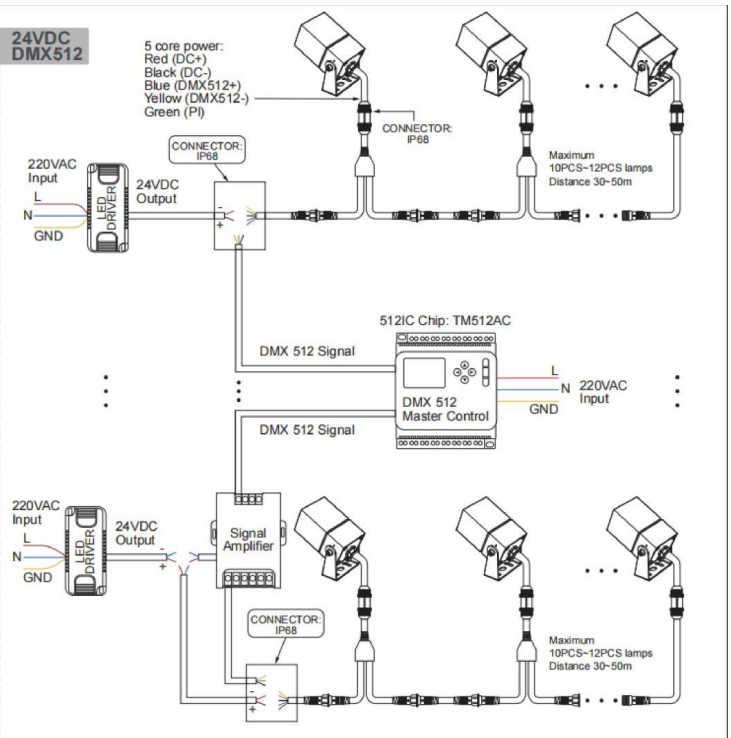 24VDC
DMX512
5 core power:
Red (DC+)
Black (DC-)
Blue (DMX512+)
Yellow (DMX512-)
Green (PI)
CONNECTOR:
IP68
CONNECTOR:
IP68
Maximum
10PCS~12PCS lamps
Distance 30~50m
220VAC
Input
L
N
GND
LED
DRIVER
24VDC
Output
-
+
512IC Chip: TM512AC
DMX 512 Signal
DMX 512
Master Control
L
N
GND
220VAC
Input
DMX 512 Signal
220VAC
Input
L
N
GND
LED
DRIVER
24VDC
Output
-
+
Signal
Amplifier
CONNECTOR:
IP68
-
+
Maximum
10PCS~12PCS lamps
Distance 30~50m